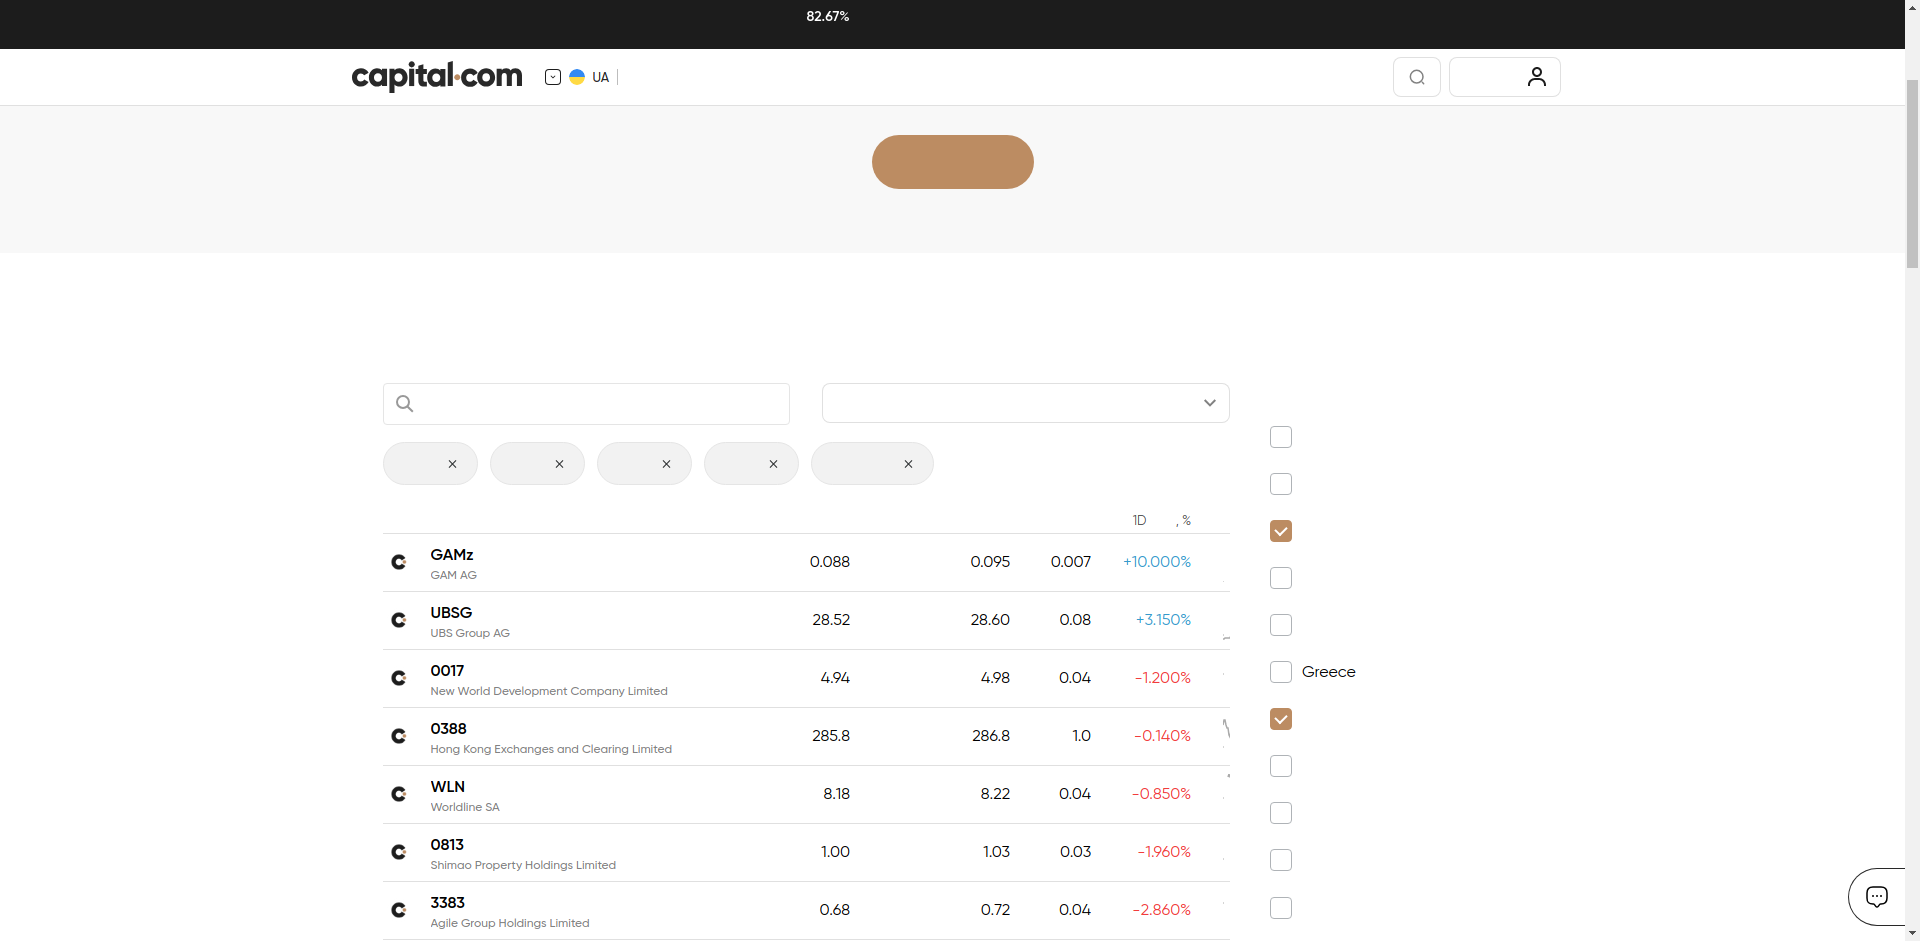 82.67%
capital.com
UA
1D , %
GAMz
GAM AG
0.088 0.095 0.007 +10.000%
UBSG
UBS Group AG
28.52 28.60 0.08 +3.150%
0017
New World Development Company Limited
4.94 4.98 0.04 -1.200%
0388
Hong Kong Exchanges and Clearing Limited
285.8 286.8 1.0 -0.140%
WLN
Worldline SA
8.18 8.22 0.04 -0.850%
0813
Shimao Property Holdings Limited
1.00 1.03 0.03 -1.960%
3383
Agile Group Holdings Limited
0.68 0.72 0.04 -2.860%
Greece